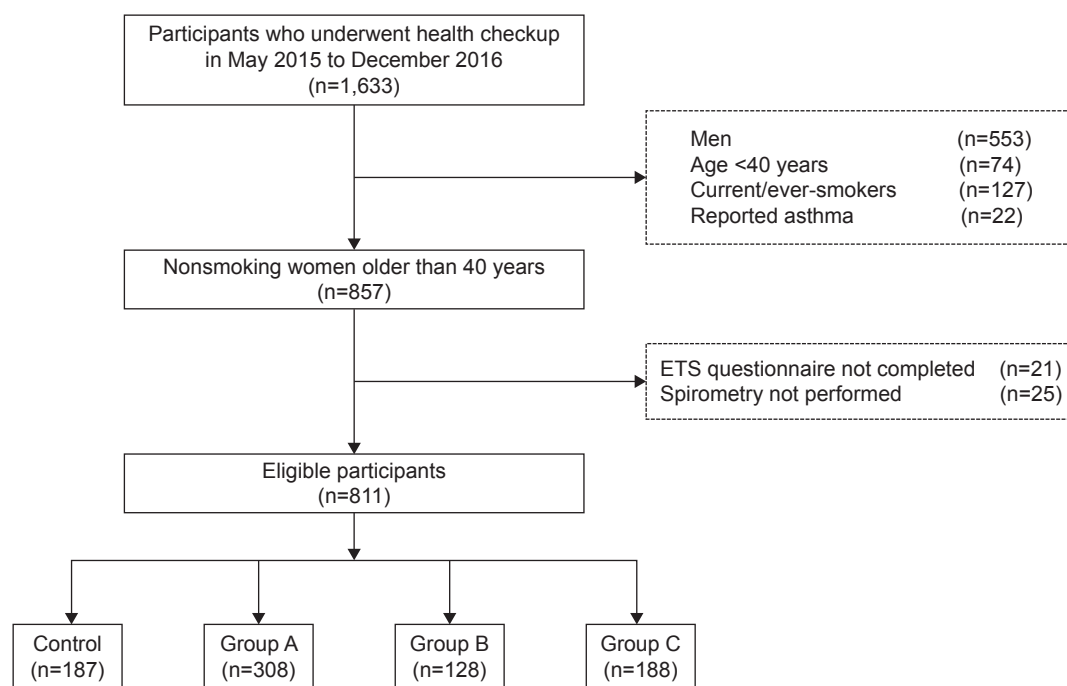 Participants who underwent health checkup
in May 2015 to December 2016
(n=1,633)
Men (n=553)
Age <40 years (n=74)
Current/ever-smokers (n=127)
Reported asthma (n=22)
Nonsmoking women older than 40 years
(n=857)
ETS questionnaire not completed (n=21)
Spirometry not performed (n=25)
Eligible participants
(n=811)
Control
(n=187)
Group A
(n=308)
Group B
(n=128)
Group C
(n=188)